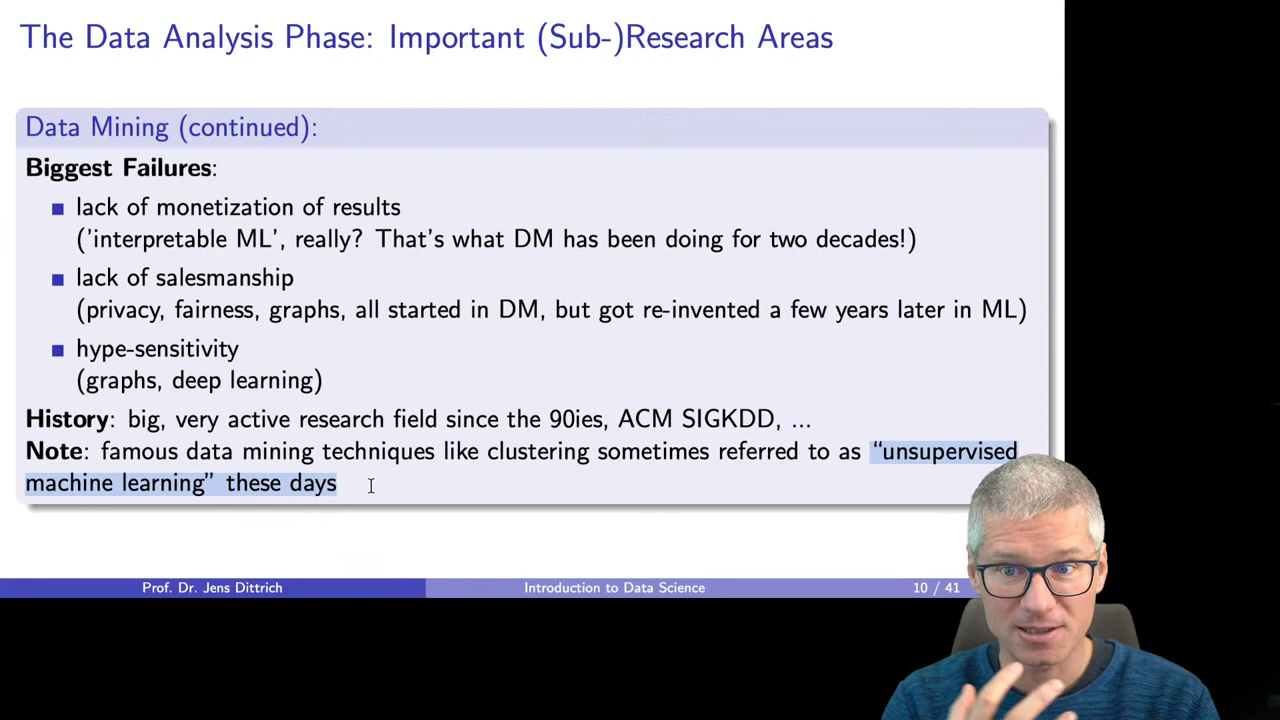 The Data Analysis Phase: Important (Sub-)Research Areas
Data Mining (continued):
Biggest Failures:
lack of monetization of results
('interpretable ML', really? That's what DM has been doing for two decades!)
lack of salesmanship
(privacy, fairness, graphs, all started in DM, but got re-invented a few years later in ML)
hype-sensitivity
(graphs, deep learning)
History: big, very active research field since the 90ies, ACM SIGKDD, ...
Note: famous data mining techniques like clustering sometimes referred to as “unsupervised
machine learning” these days
Prof. Dr. Jens Dittrich
Introduction to Data Science
10 / 41